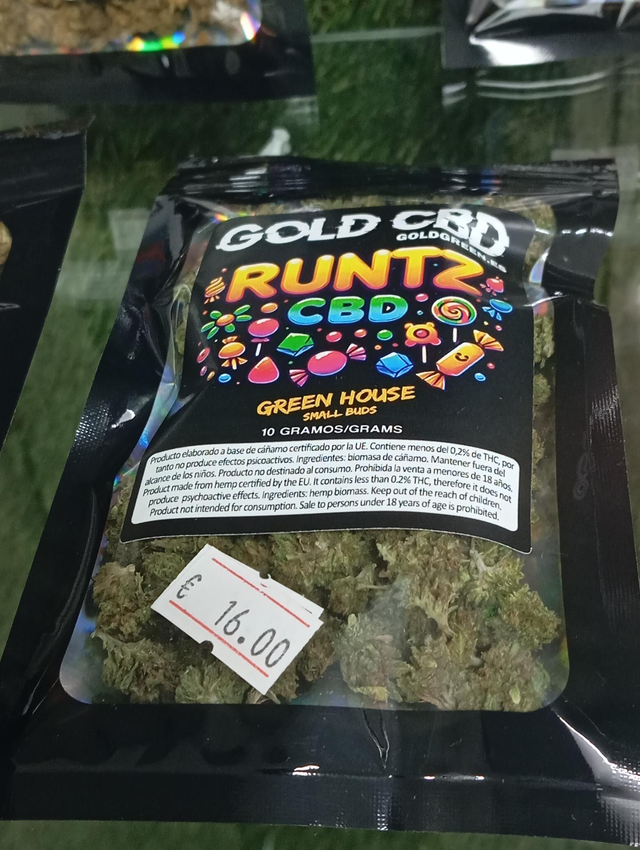 GOLD CBD
GOLDGREEN.ES
RUNTZ
CBD
GREEN HOUSE
SMALL BUDS
10 GRAMOS/GRAMS
Producto elaborado a base de cáñamo certificado por la UE. Contiene menos del 0,2% de THC, por
tanto no produce efectos psicoactivos. Ingredientes: biomasa de cáñamo. Mantener fuera del
alcance de los niños. Producto no destinado al consumo. Prohibida la venta a menores de 18 años.
Product made from hemp certified by the EU. It contains less than 0.2% THC, therefore it does not
produce psychoactive effects. Ingredients: hemp biomass. Keep out of the reach of children.
Product not intended for consumption. Sale to persons under 18 years of age is prohibited.
€ 16.00